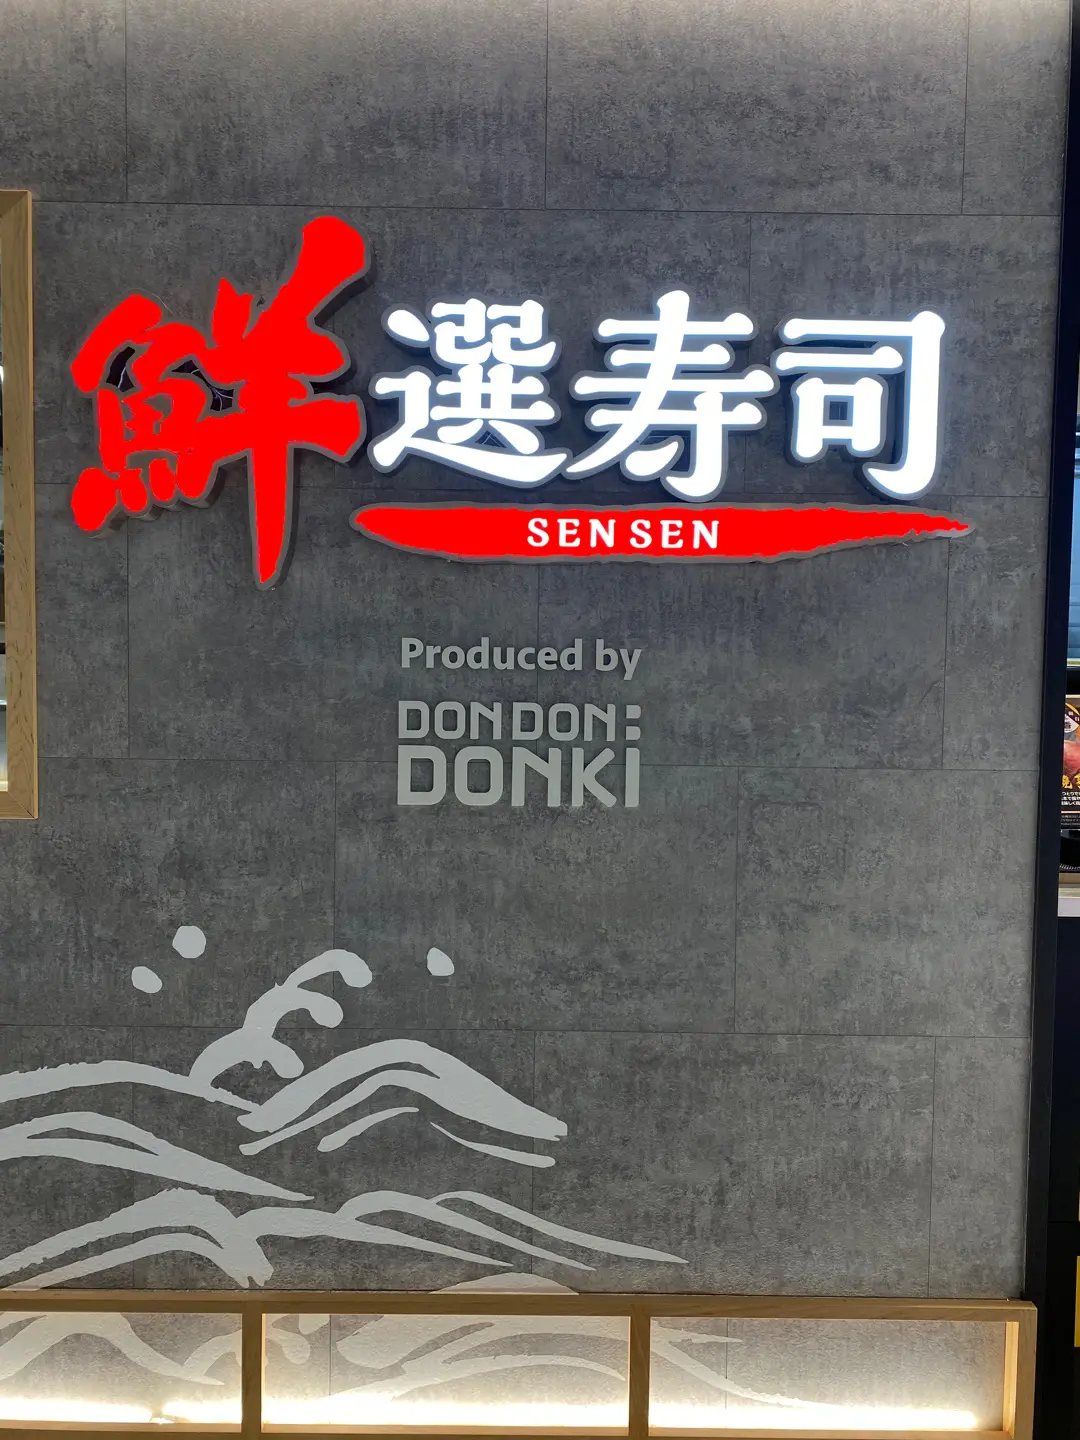 鮮選寿司
SEN SEN
Produced by
DON DON:
DONKI